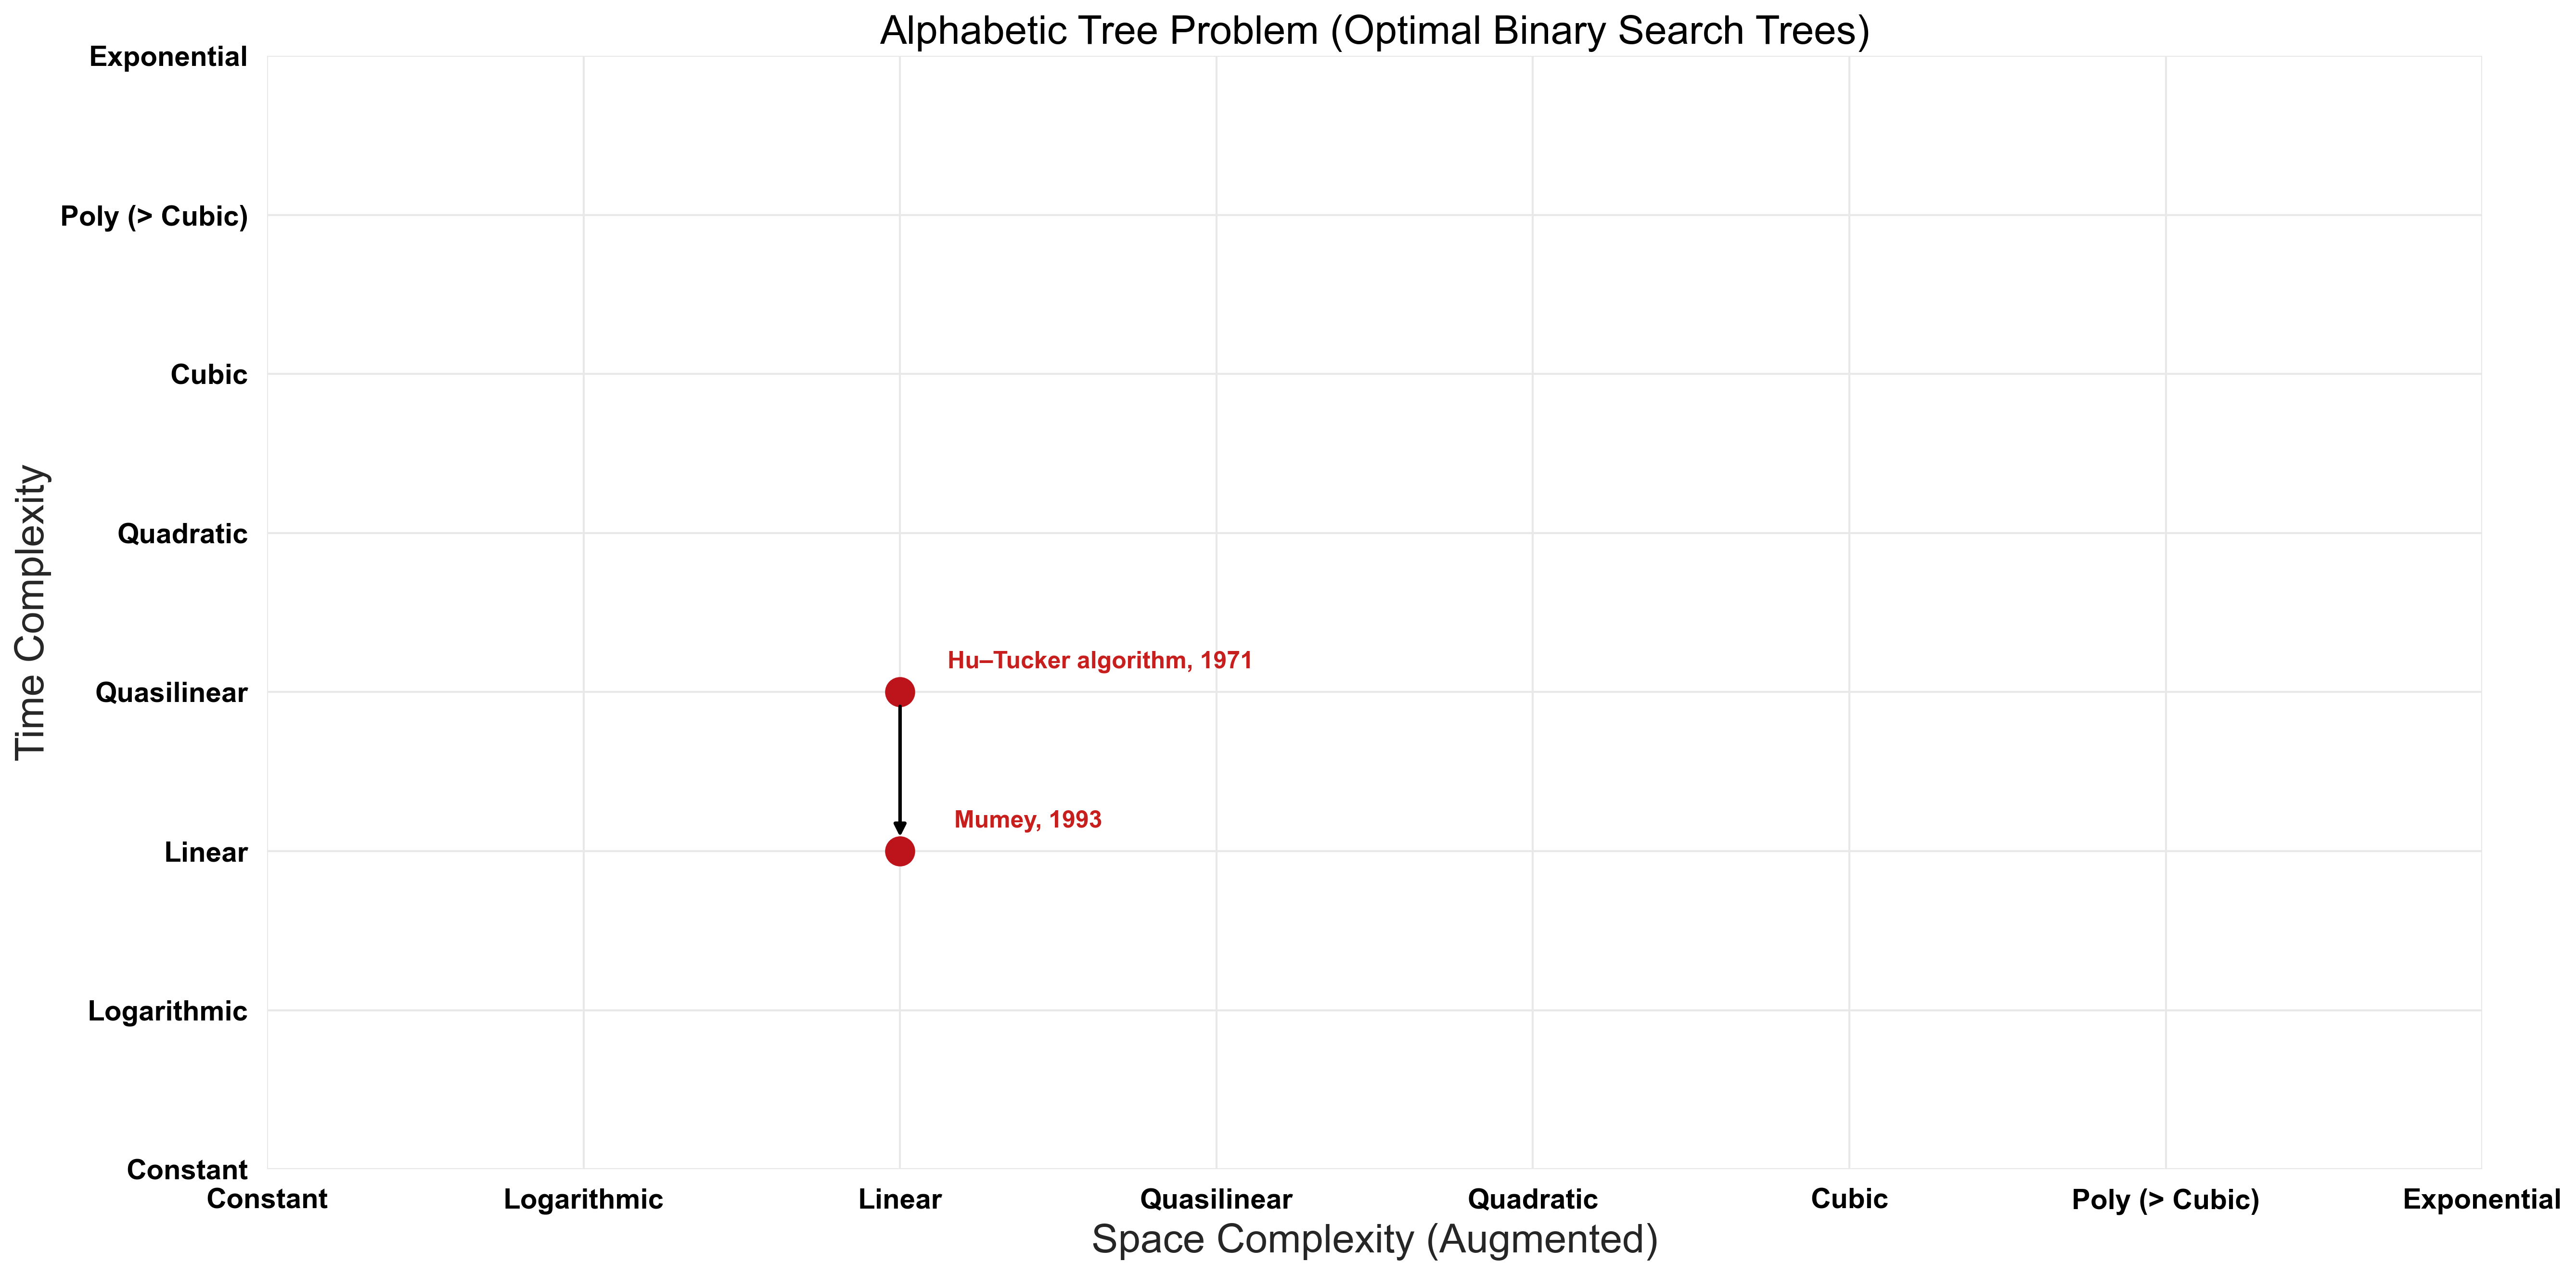 Alphabetic Tree Problem (Optimal Binary Search Trees)
Exponential
Poly (> Cubic)
Cubic
Quadratic
Quasilinear
Linear
Logarithmic
Constant
Time Complexity
Hu–Tucker algorithm, 1971
Mumey, 1993
Constant
Logarithmic
Linear
Quasilinear
Quadratic
Cubic
Poly (> Cubic)
Exponential
Space Complexity (Augmented)